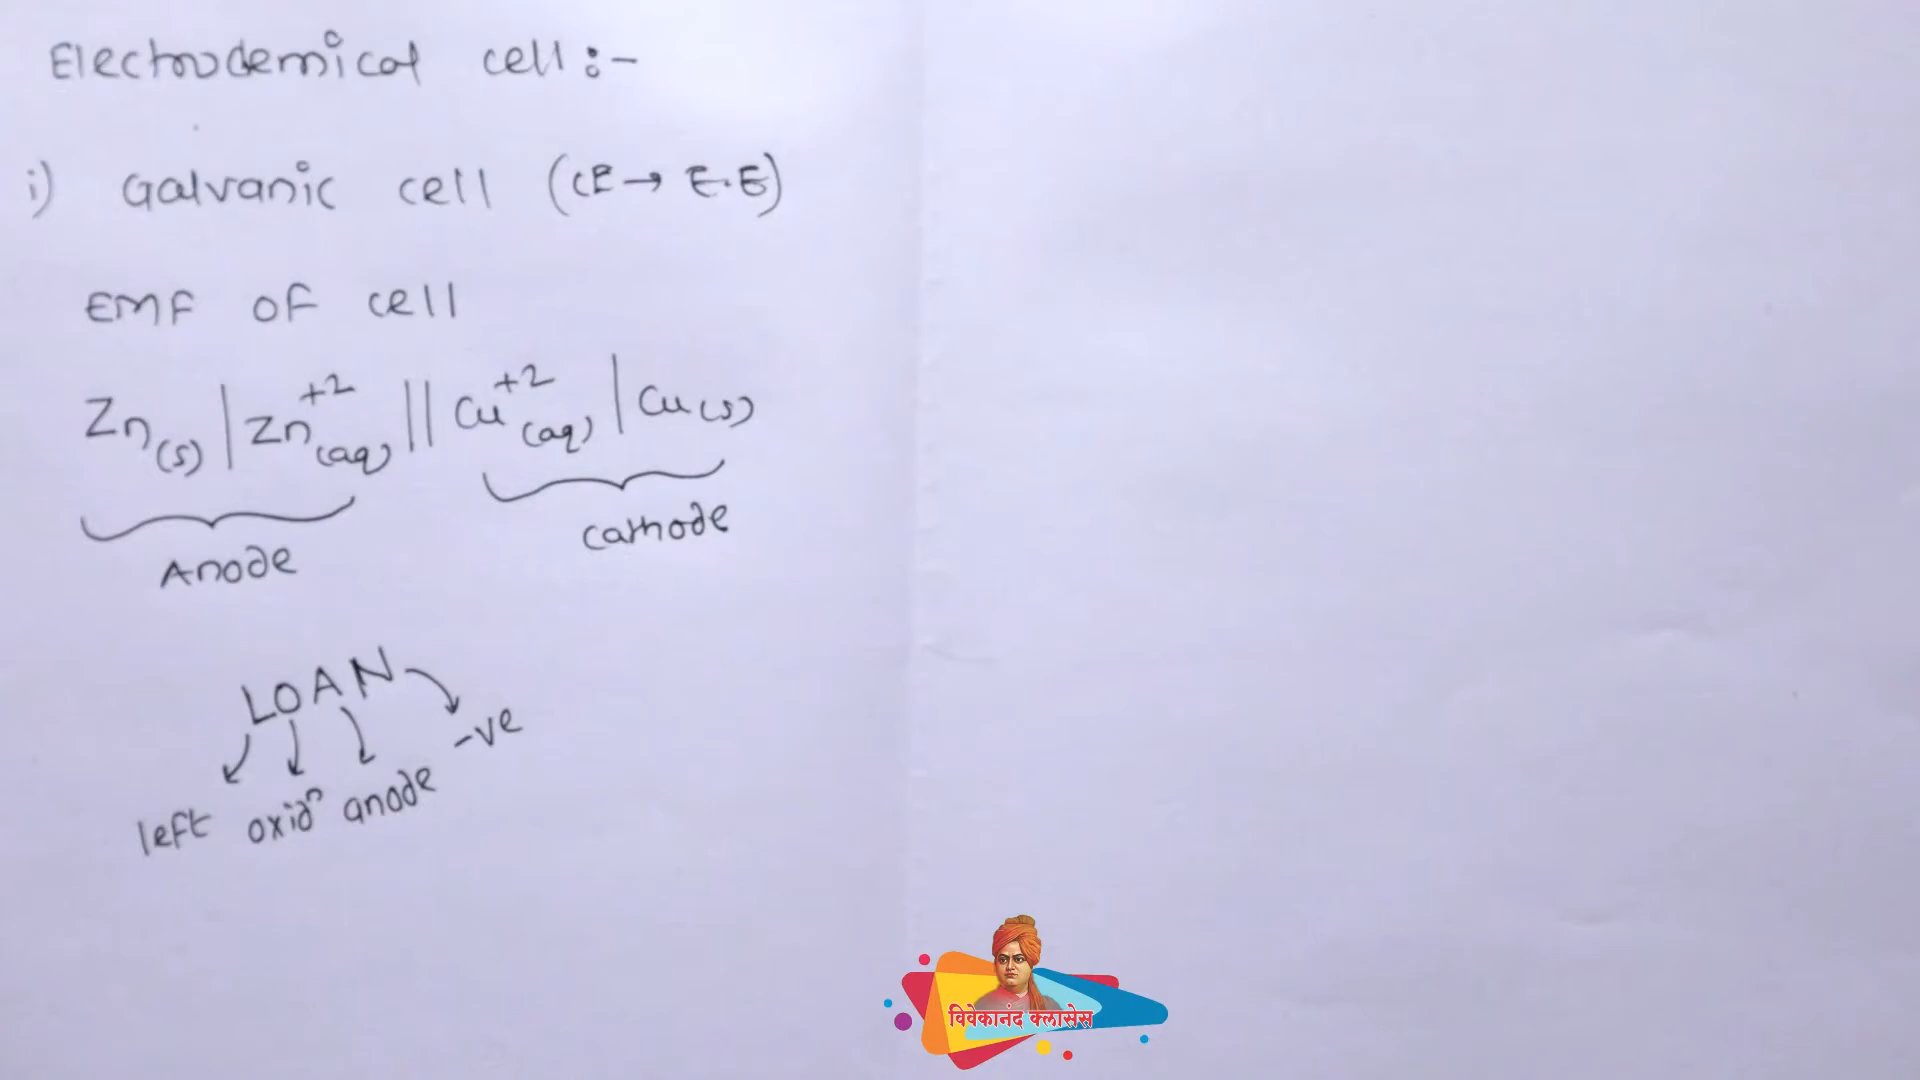 Electrodemical cell :-
i) Galvanic cell (CE → E.E)
EMF OF cell
Zn(s) | Zn+2(aq) || Cu+2(aq) | Cu(s)
Anode
Cathode
LOAN
left oxidn anode -ve
विवेकानंद क्लासेस